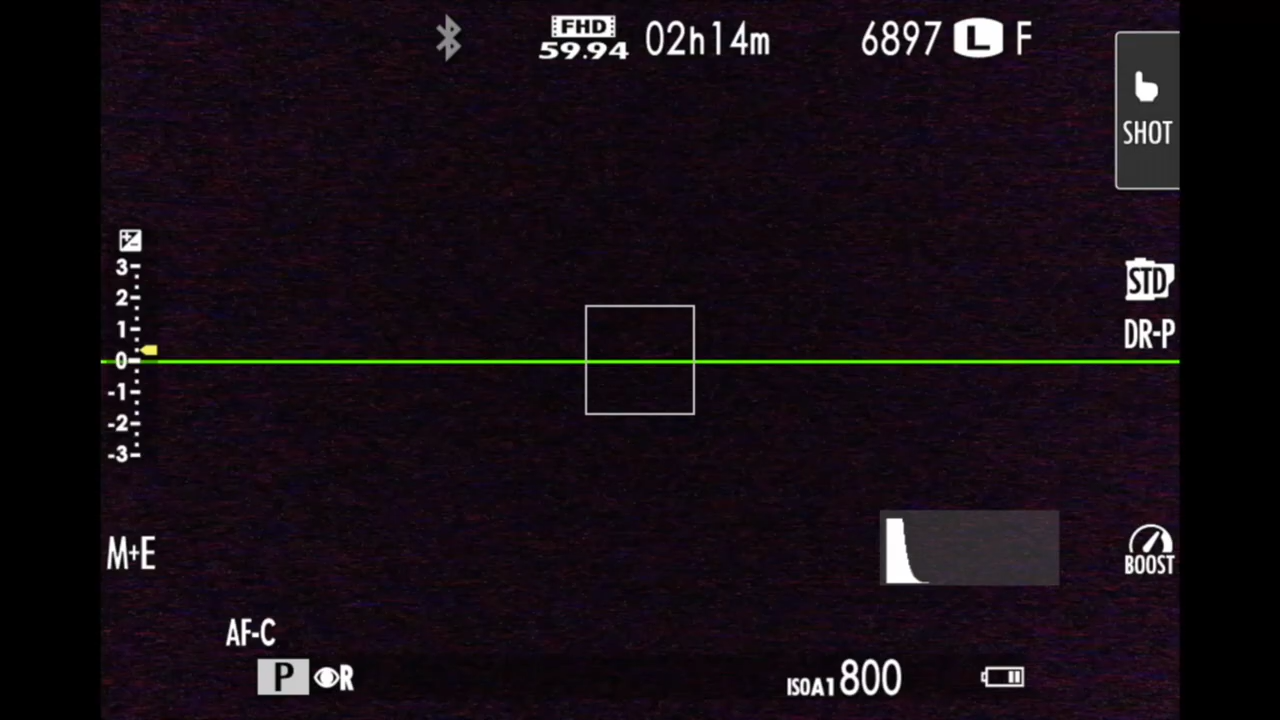 FHD
59.94 02h14m 6897 L F
SHOT
3
2
1
0
-1
-2
-3
STD
DR-P
M+E
BOOST
AF-C
P R ISO A1 800